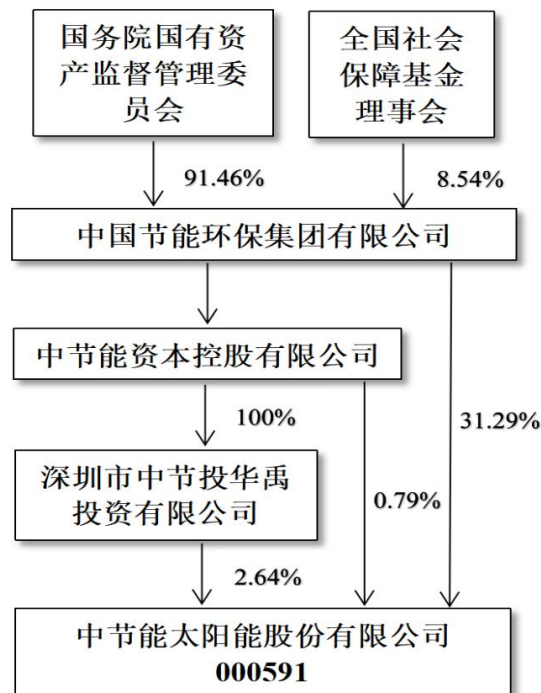 国务院国有资
产监督管理委
员会
全国社会
保障基金
理事会
91.46%
8.54%
中国节能环保集团有限公司
中节能资本控股有限公司
100%
31.29%
深圳市中节投华禹
投资有限公司
0.79%
2.64%
中节能太阳能股份有限公司
000591